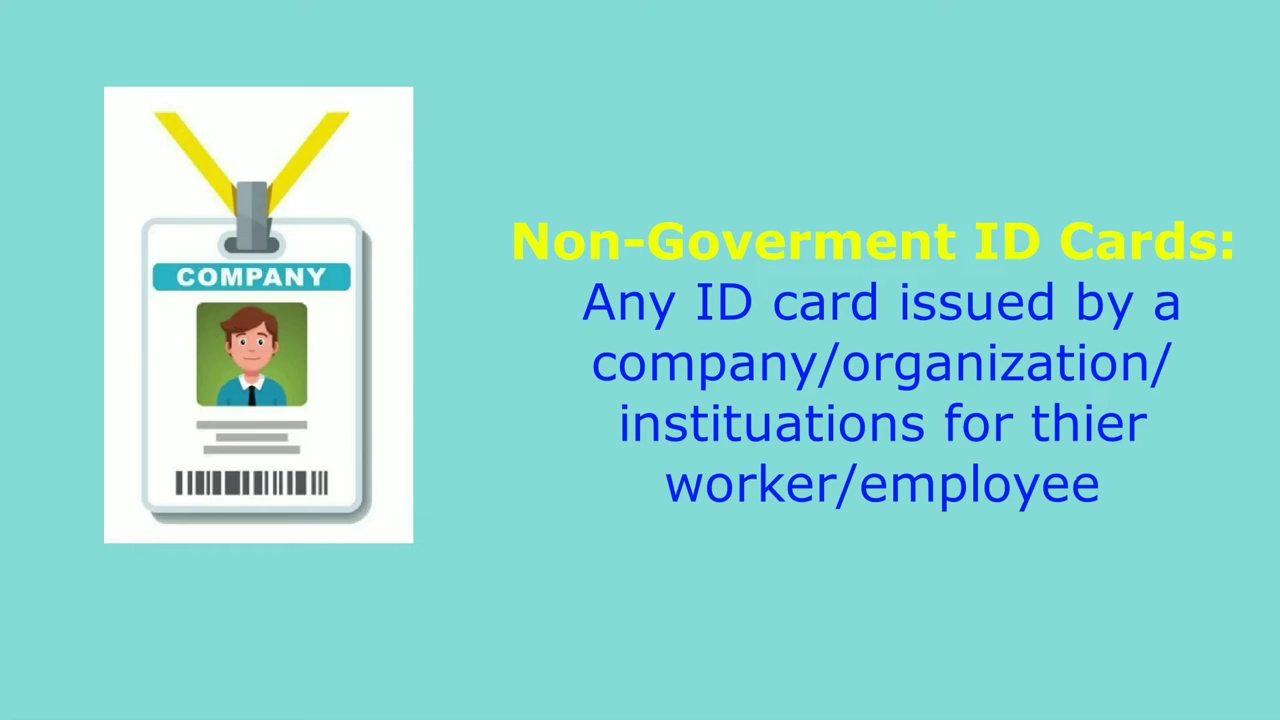 COMPANY
Non-Goverment ID Cards:
Any ID card issued by a
company/organization/
instituations for thier
worker/employee